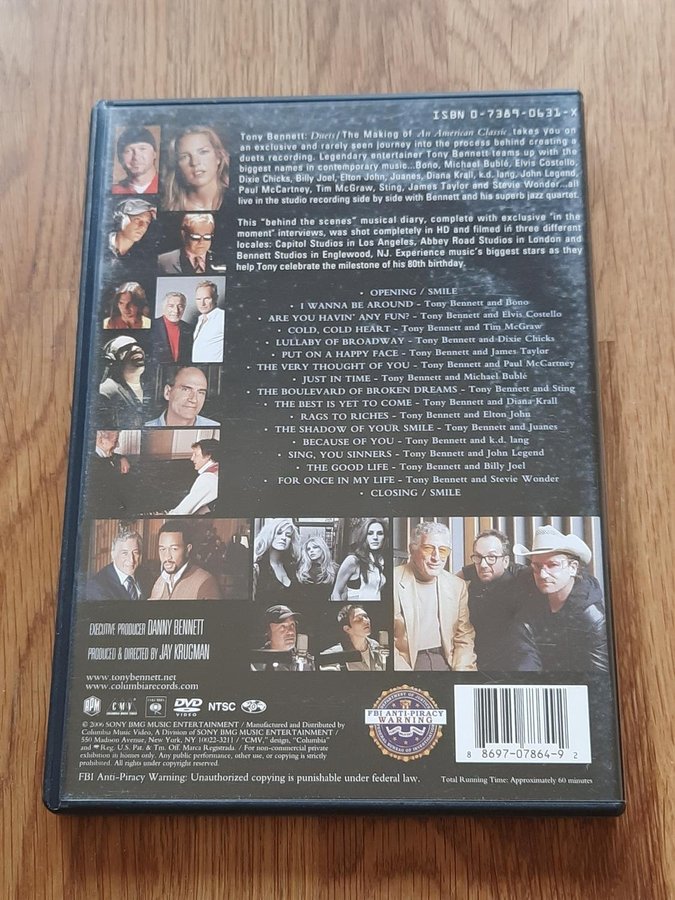 ISBN 0-7389-0631-X
Tony Bennett: Duets/The Making of An American Classic takes you on
an exclusive and rarely seen journey into the process behind creating a
duets recording. Legendary entertainer Tony Bennett teams up with the
biggest names in contemporary music...Bono, Michael Bublé, Elvis Costello,
Dixie Chicks, Billy Joel, Elton John, Juanes, Diana Krall, k.d. lang, John Legend,
Paul McCartney, Tim McGraw, Sting, James Taylor and Stevie Wonder...all
live in the studio recording side by side with Bennett and his superb jazz quartet.
This "behind the scenes" musical diary, complete with exclusive 'in the
moment' interviews, was shot completely in HD and filmed in three different
locales: Capitol Studios in Los Angeles, Abbey Road Studios in London and
Bennett Studios in Englewood, NJ. Experience music's biggest stars as they
help Tony celebrate the milestone of his 80th birthday.
• OPENING / SMILE
• I WANNA BE AROUND - Tony Bennett and Bono
• ARE YOU HAVIN' ANY FUN? - Tony Bennett and Elvis Costello
• COLD, COLD HEART - Tony Bennett and Tim McGraw
• LULLABY OF BROADWAY - Tony Bennett and Dixie Chicks
• PUT ON A HAPPY FACE - Tony Bennett and James Taylor
• THE VERY THOUGHT OF YOU - Tony Bennett and Paul McCartney
• JUST IN TIME - Tony Bennett and Michael Bublé
• THE BOULEVARD OF BROKEN DREAMS - Tony Bennett and Sting
• THE BEST IS YET TO COME - Tony Bennett and Diana Krall
• RAGS TO RICHES - Tony Bennett and Elton John
• THE SHADOW OF YOUR SMILE - Tony Bennett and Juanes
• BECAUSE OF YOU - Tony Bennett and k.d. lang
• SING, YOU SINNERS - Tony Bennett and John Legend
• THE GOOD LIFE - Tony Bennett and Billy Joel
• FOR ONCE IN MY LIFE - Tony Bennett and Stevie Wonder
• CLOSING / SMILE
EXECUTIVE PRODUCER DANNY BENNETT
PRODUCED & DIRECTED BY JAY KRUGMAN
www.tonybennett.net
www.columbiarecords.com
RPM CMV DVD VIDEO NTSC
© 2006 SONY BMG MUSIC ENTERTAINMENT / Manufactured and Distributed by
Columbia Music Video, A Division of SONY BMG MUSIC ENTERTAINMENT /
550 Madison Avenue, New York, NY 10022-3211 / "CMV," design, "Columbia"
and Reg. U.S. Pat. & Tm. Off. Marca Registrada. / For non-commercial private
exhibition in homes only. Any public performance, other use, or copying is strictly
prohibited. All rights under copyright reserved.
FBI Anti-Piracy Warning: Unauthorized copying is punishable under federal law.
FBI ANTI-PIRACY
WARNING
8 8697-07864-9 2
Total Running Time: Approximately 60 minutes